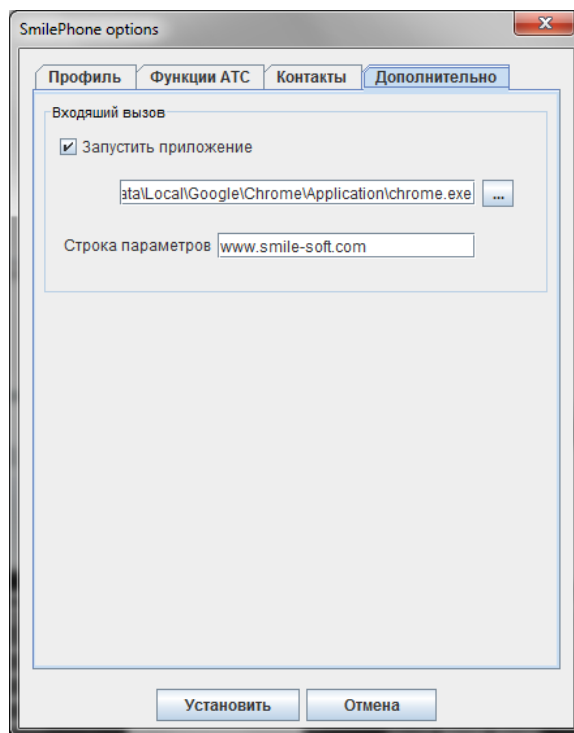 SmilePhone options
Профиль Функции АТС Контакты Дополнительно
Входящий вызов
Запустить приложение
ata\Local\Google\Chrome\Application\chrome.exe ...
Строка параметров www.smile-soft.com
Установить Отмена